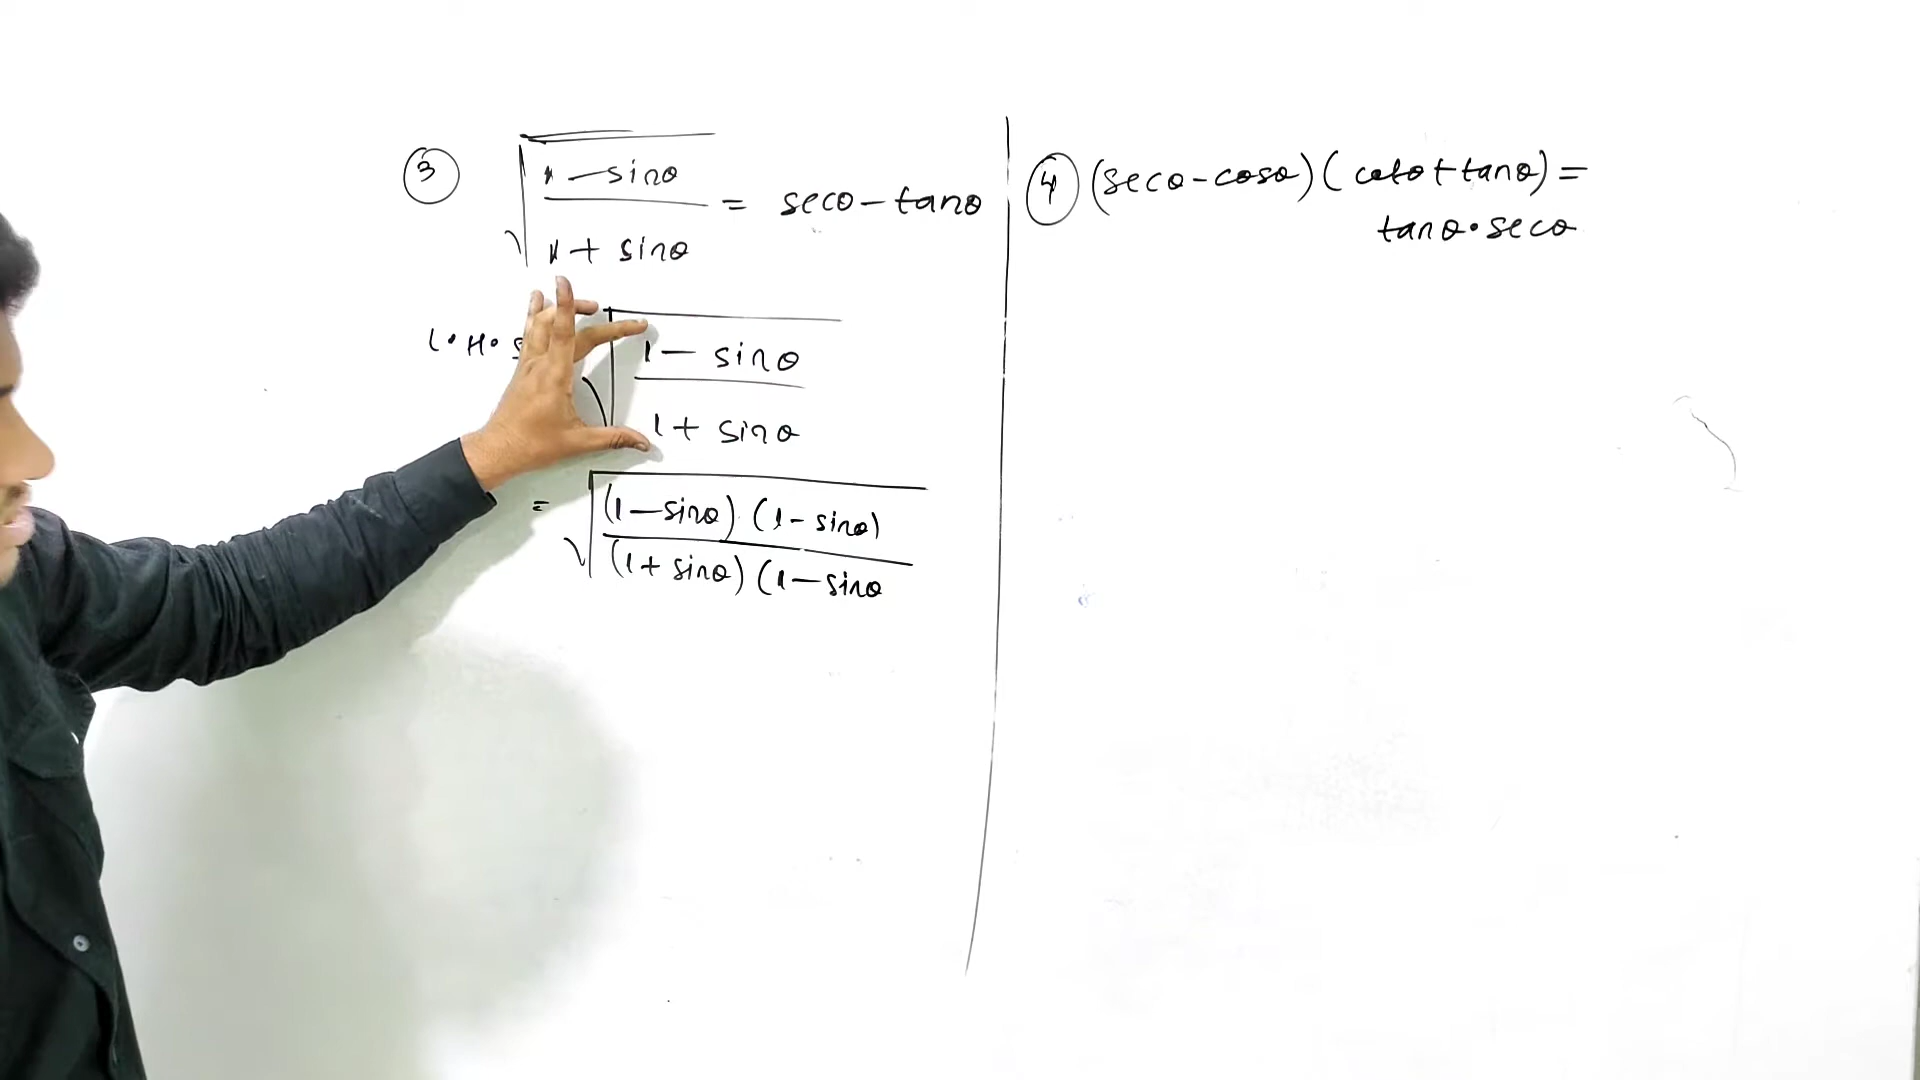 ③ √(1 - sinθ
1 + sinθ) = secθ - tanθ
L.H.S
√(1 - sinθ
1 + sinθ)
= √((1 - sinθ) (1 - sinθ)
(1 + sinθ) (1 - sinθ)
④ (secθ - cosθ) (cotθ + tanθ) =
tanθ · secθ